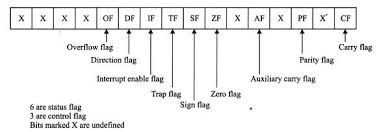 X X X X OF DF IF TF SF ZF X AF X PF X* CF
Overflow flag
Direction flag
Interrupt enable flag
Trap flag
Sign flag
Zero flag
Auxiliary carry flag
Parity flag
Carry flag
6 are status flag
3 are control flag
Bits marked X are undefined